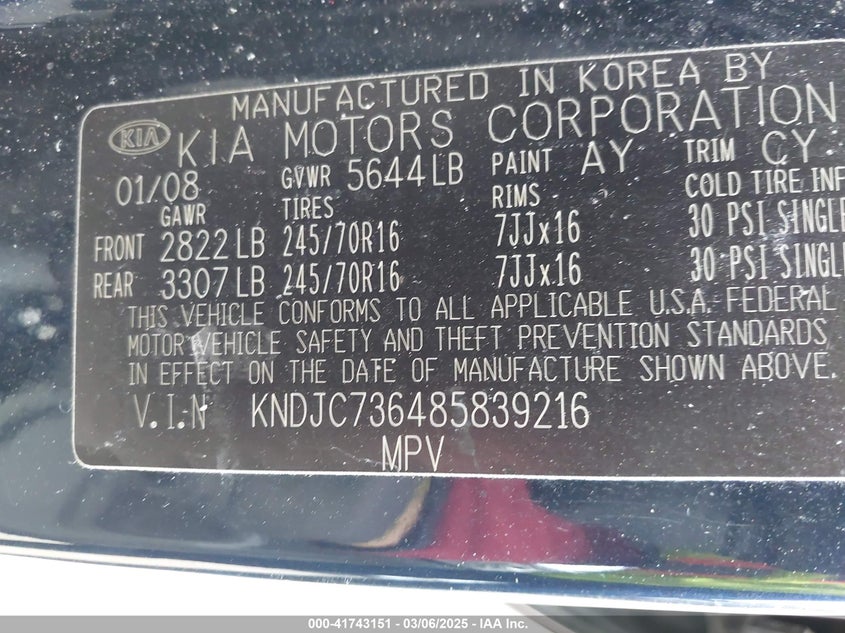 MANUFACTURED IN KOREA BY
KIA KIA MOTORS CORPORATION
01/08 GVWR 5644LB PAINT AY TRIM CY
GAWR TIRES RIMS COLD TIRE INF
FRONT 2822LB 245/70R16 7JJx16 30 PSI SINGLE
REAR 3307LB 245/70R16 7JJx16 30 PSI SINGLE
THIS VEHICLE CONFORMS TO ALL APPLICABLE U.S.A. FEDERAL
MOTOR VEHICLE SAFETY AND THEFT PREVENTION STANDARDS
IN EFFECT ON THE DATE OF MANUFACTURE SHOWN ABOVE.
V.I.N KNDJC736485839216
MPV
000-41743151 — 03/06/2025 — IAA Inc.